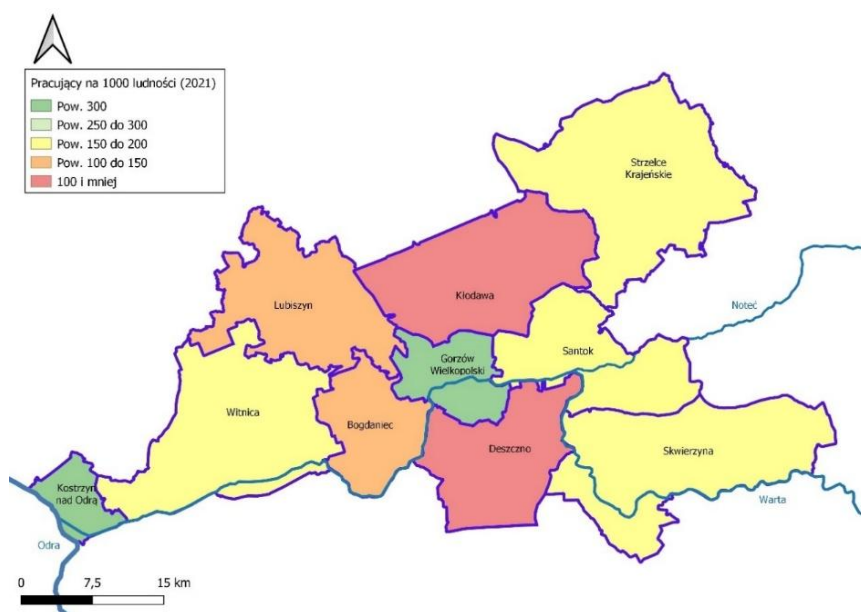 Pracujący na 1000 ludności (2021)
Pow. 300
Pow. 250 do 300
Pow. 150 do 200
Pow. 100 do 150
100 i mniej
Strzelce
Krajeńskie
Kłodawa
Lubiszyn
Noteć
Gorzów
Wielkopolski
Santok
Witnica
Bogdaniec
Deszczno
Skwierzyna
Kostrzyn
nad Odrą
Warta
Odra
0 7,5 15 km